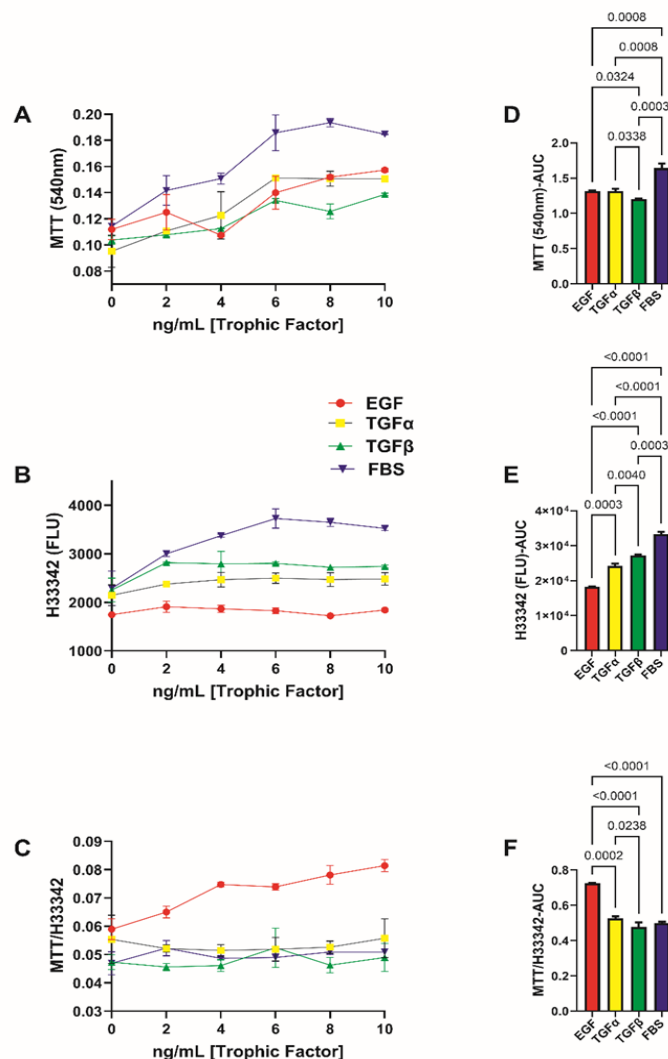 A
MTT (540nm)
0.20
0.18
0.16
0.14
0.12
0.10
0.08
0 2 4 6 8 10
ng/mL [Trophic Factor]
D
0.0008
0.0008
0.0324
0.0003
0.0338
MTT (540nm)-AUC
2.0
1.5
1.0
0.5
0.0
EGF TGFα TGFβ FBS
EGF
TGFα
TGFβ
FBS
B
H33342 (FLU)
4000
3000
2000
1000
0 2 4 6 8 10
ng/mL [Trophic Factor]
E
<0.0001
<0.0001
<0.0001
0.0003
0.0040
0.0003
H33342 (FLU)-AUC
4×10⁴
3×10⁴
2×10⁴
1×10⁴
0
EGF TGFα TGFβ FBS
C
MTT/H33342
0.09
0.08
0.07
0.06
0.05
0.04
0.03
0 2 4 6 8 10
ng/mL [Trophic Factor]
F
<0.0001
<0.0001
0.0238
0.0002
MTT/H33342-AUC
0.8
0.6
0.4
0.2
0.0
EGF TGFα TGFβ FBS